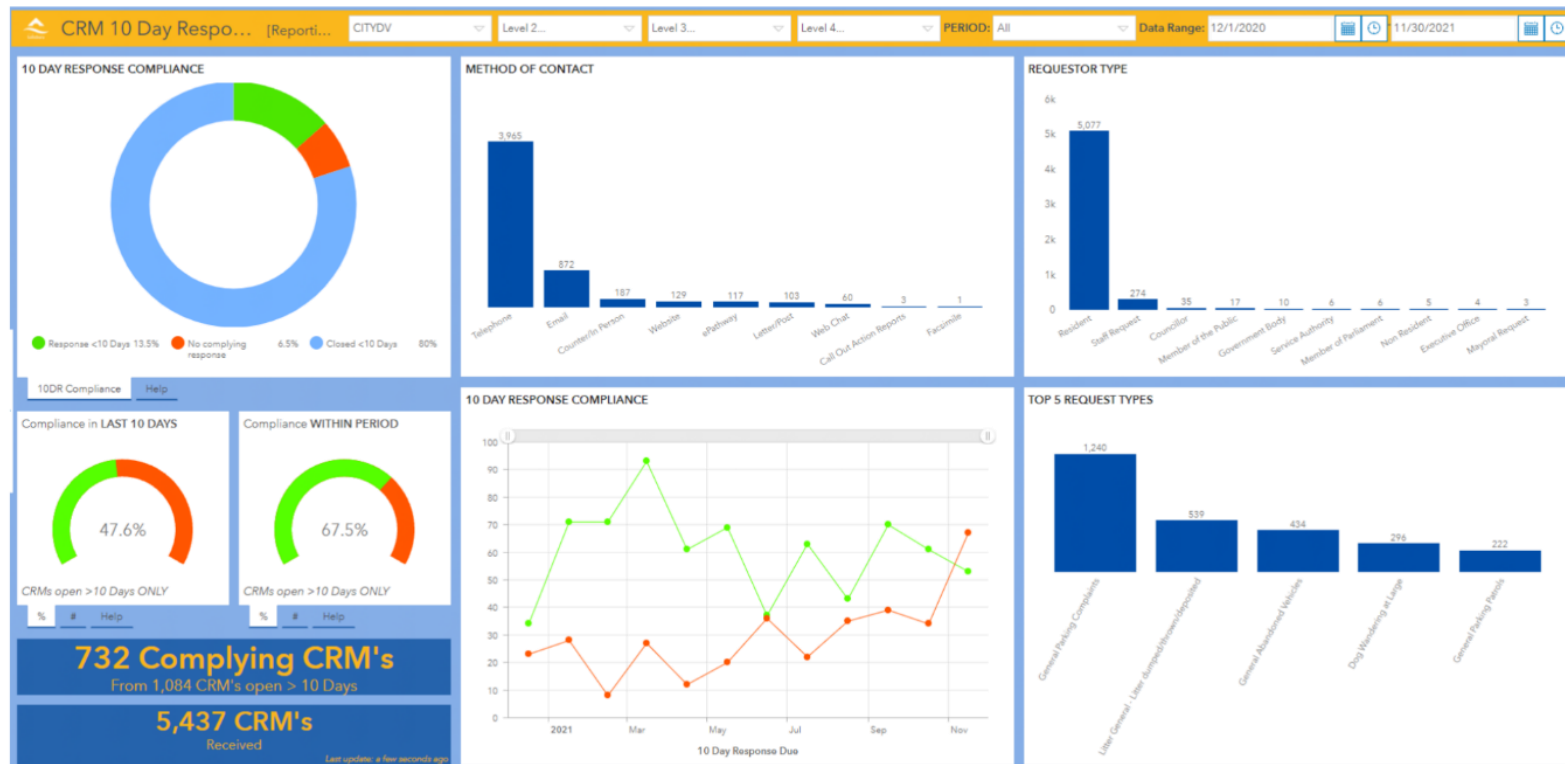 CRM 10 Day Respo... [Reporti... CITYDV Level 2... Level 3... Level 4... PERIOD: All Data Range: 12/1/2020 - 11/30/2021
10 DAY RESPONSE COMPLIANCE
Response <10 Days 13.5% No complying response 6.5% Closed <10 Days 80%
10DR Compliance Help
METHOD OF CONTACT
3,965
872
187
129
117
103
60
3
1
Telephone
Email
Counter/In Person
Website
ePathway
Letter/Post
Web Chat
Call Out Action Reports
Facsimile
REQUESTOR TYPE
6k
5k
4k
3k
2k
1k
0
5,077
274
35
17
10
6
6
5
4
3
Resident
Staff Request
Councillor
Member of the Public
Government Body
Service Authority
Member of Parliament
Non Resident
Executive Office
Mayoral Request
Compliance in LAST 10 DAYS
47.6%
CRMs open >10 Days ONLY
% # Help
Compliance WITHIN PERIOD
67.5%
CRMs open >10 Days ONLY
% # Help
732 Complying CRM's
From 1,084 CRM's open > 10 Days
5,437 CRM's
Received
Last update: a few seconds ago
10 DAY RESPONSE COMPLIANCE
100
90
80
70
60
50
40
30
20
10
0
2021 Mar May Jul Sep Nov
10 Day Response Due
TOP 5 REQUEST TYPES
1,240
539
434
296
222
General Parking Complaints
Litter General - Litter dumped/thrown/deposited
General Abandoned Vehicles
Dog Wandering at Large
General Parking Patrols